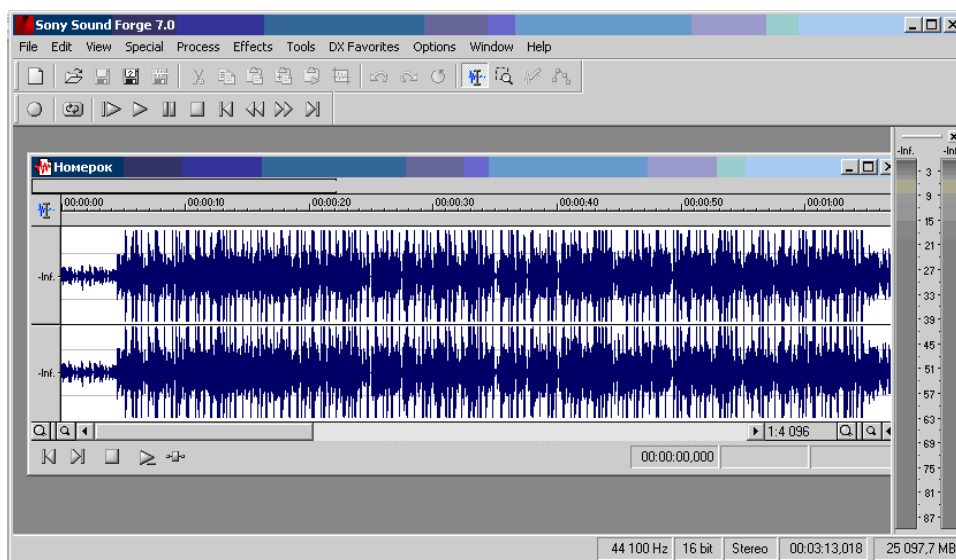 Sony Sound Forge 7.0
File Edit View Special Process Effects Tools DX Favorites Options Window Help
Номерок
00:00:00 00:00:10 00:00:20 00:00:30 00:00:40 00:00:50 00:01:00
-Inf.
-Inf.
1:4 096
00:00:00,000
-Inf. -Inf
3
9
15
21
27
33
39
45
51
57
63
69
75
81
87
44 100 Hz 16 bit Stereo 00:03:13,018 25 097,7 MB